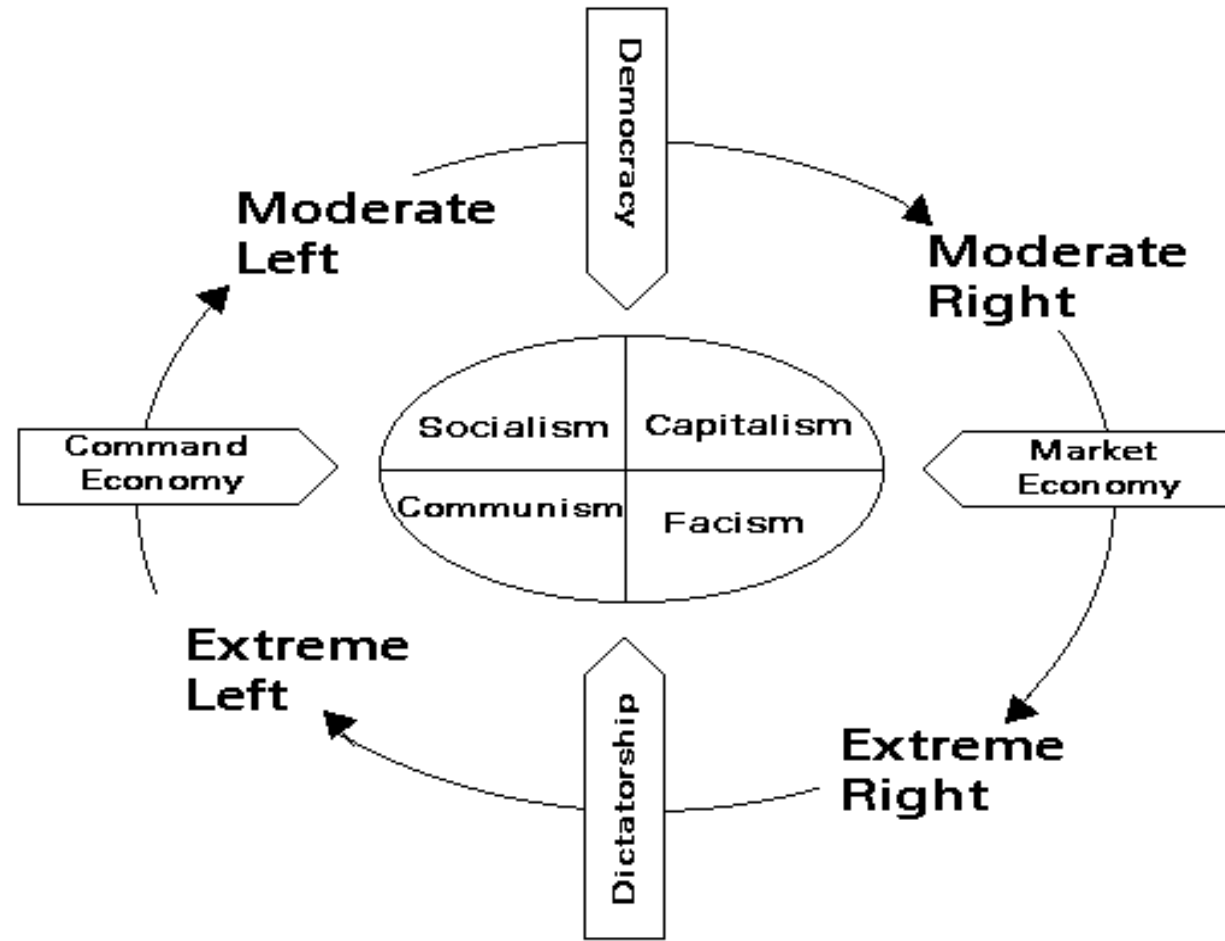 Democracy
Moderate
Left
Moderate
Right
Socialism
Capitalism
Command
Economy
Market
Economy
Communism
Facism
Extreme
Left
Dictatorship
Extreme
Right